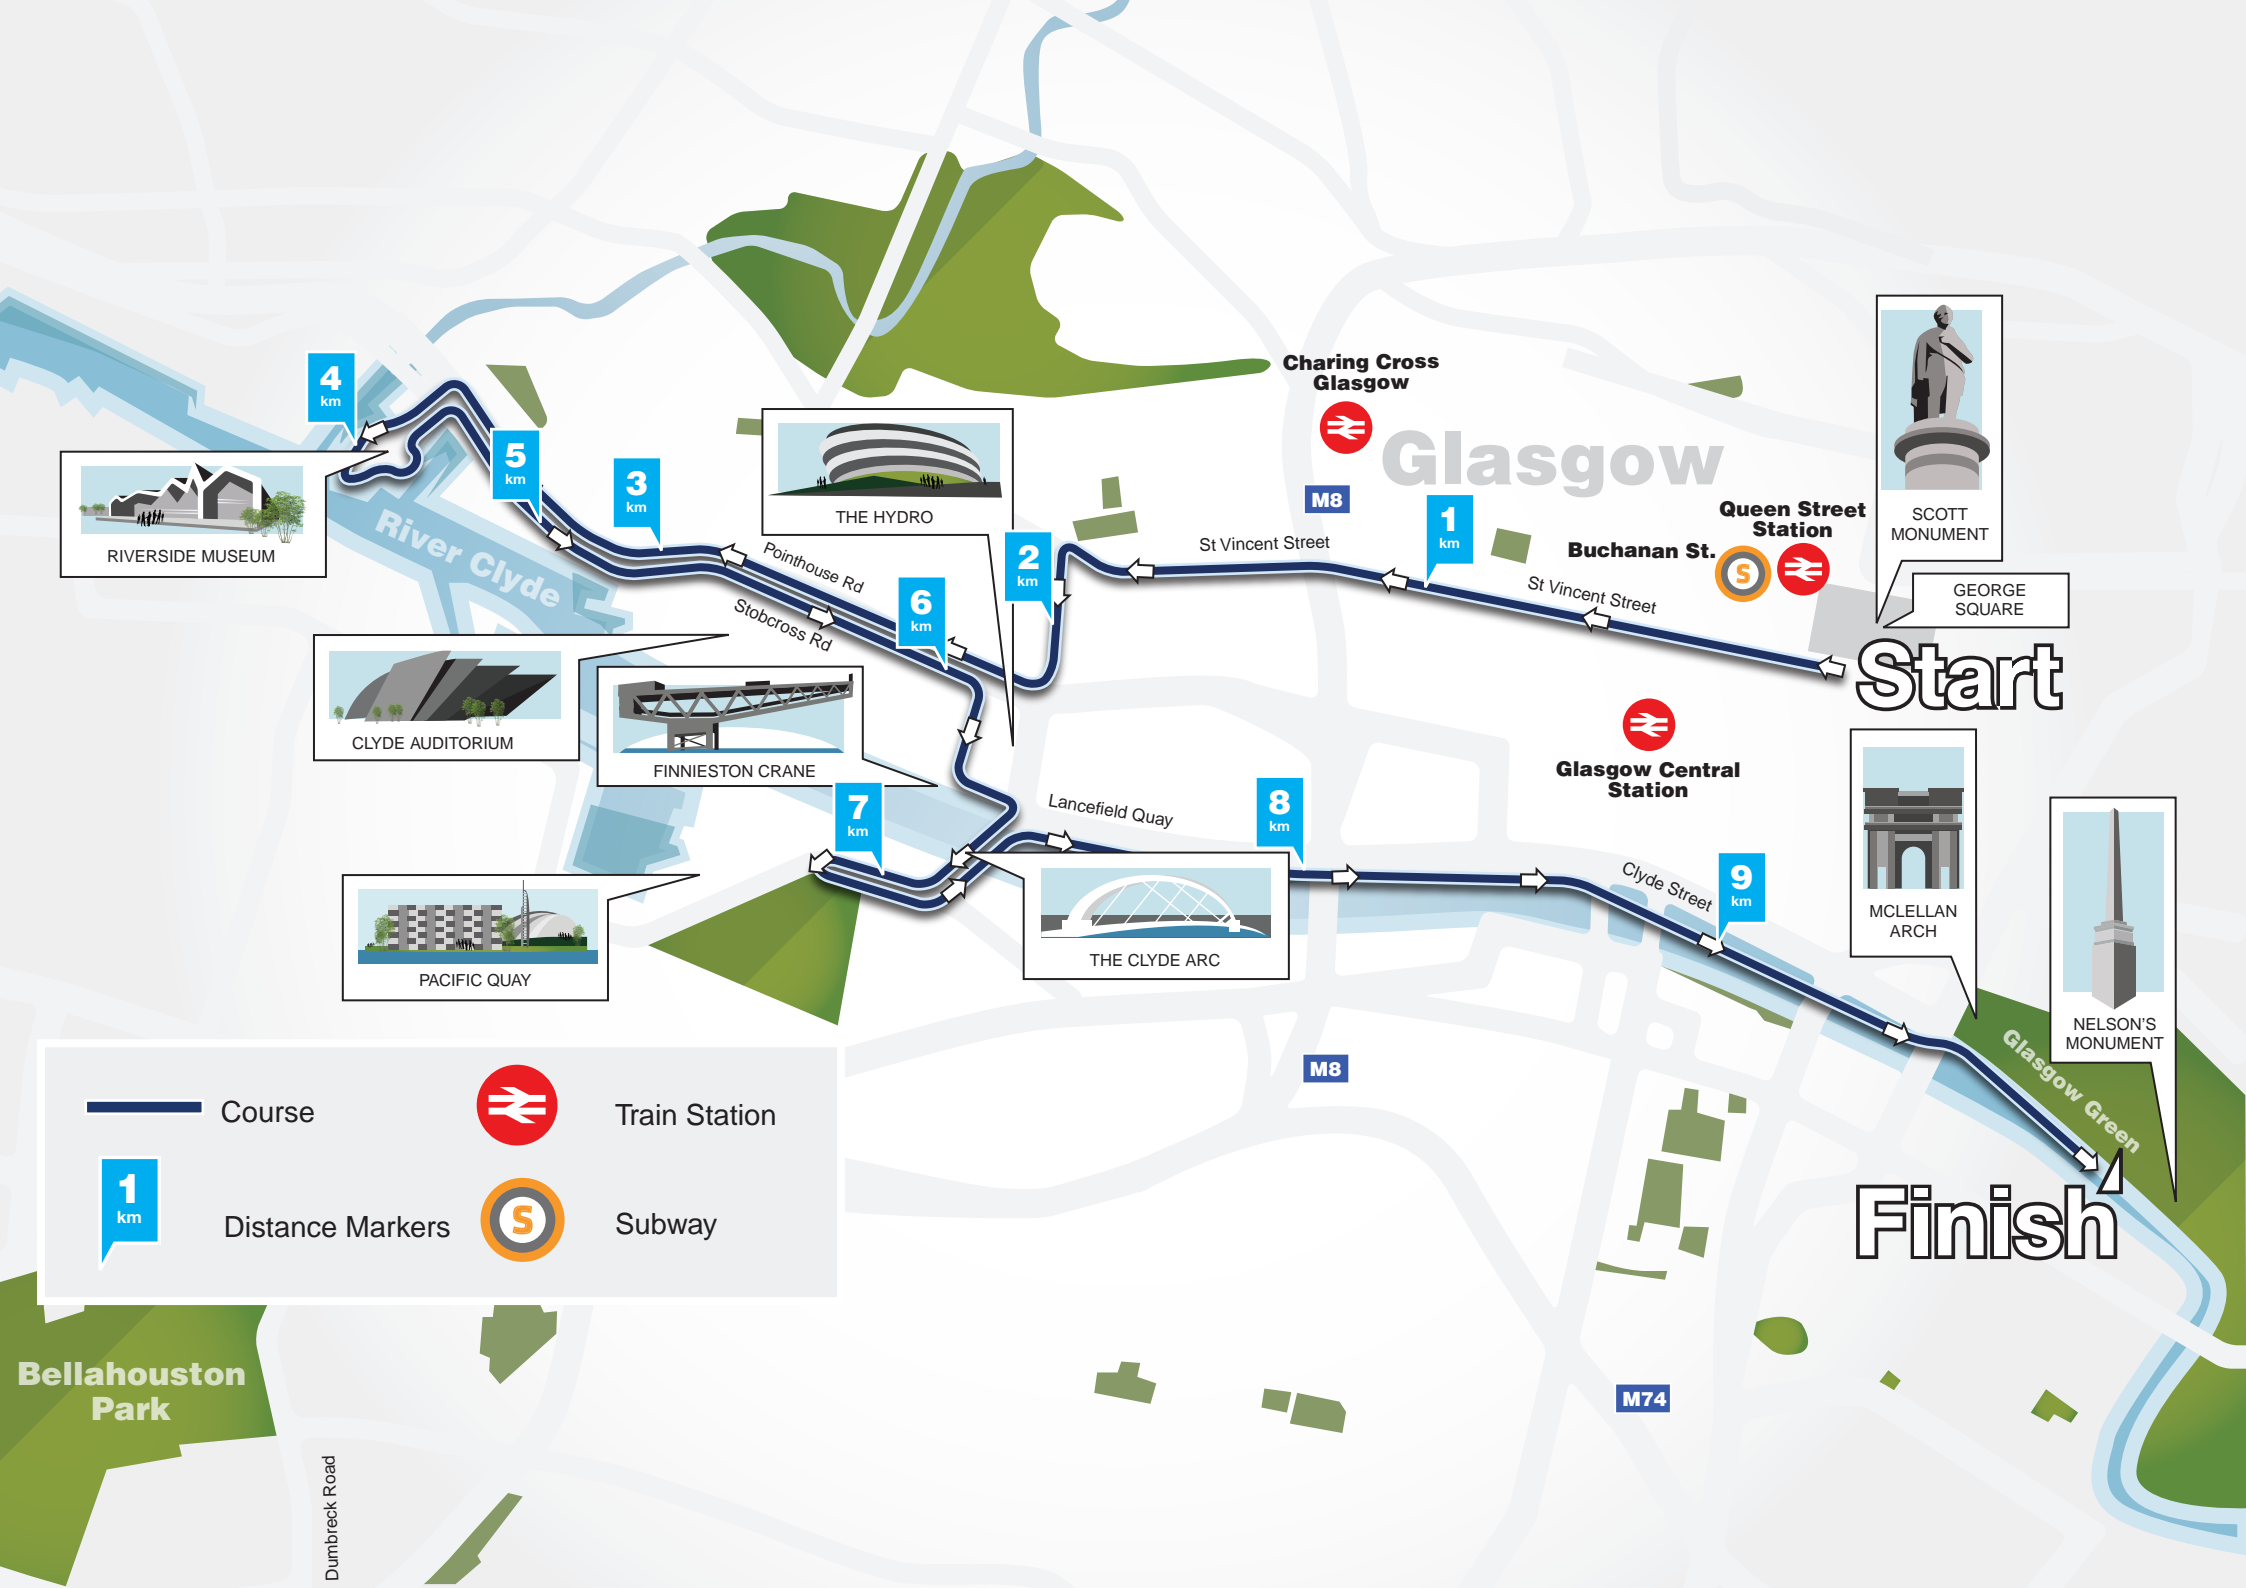 Charing Cross
Glasgow
Glasgow
M8
4
km
5
km
3
km
THE HYDRO
2
km
1
km
Queen Street
Station
Buchanan St.
S
SCOTT
MONUMENT
GEORGE
SQUARE
St Vincent Street
St Vincent Street
Start
RIVERSIDE MUSEUM
River Clyde
Pointhouse Rd
Stobcross Rd
6
km
CLYDE AUDITORIUM
FINNIESTON CRANE
Glasgow Central
Station
7
km
Lancefield Quay
8
km
Clyde Street
9
km
MCLELLAN
ARCH
NELSON'S
MONUMENT
PACIFIC QUAY
THE CLYDE ARC
Glasgow Green
Finish
M8
Course
Train Station
1
km
Distance Markers
S
Subway
Bellahouston
Park
M74
Dumbreck Road